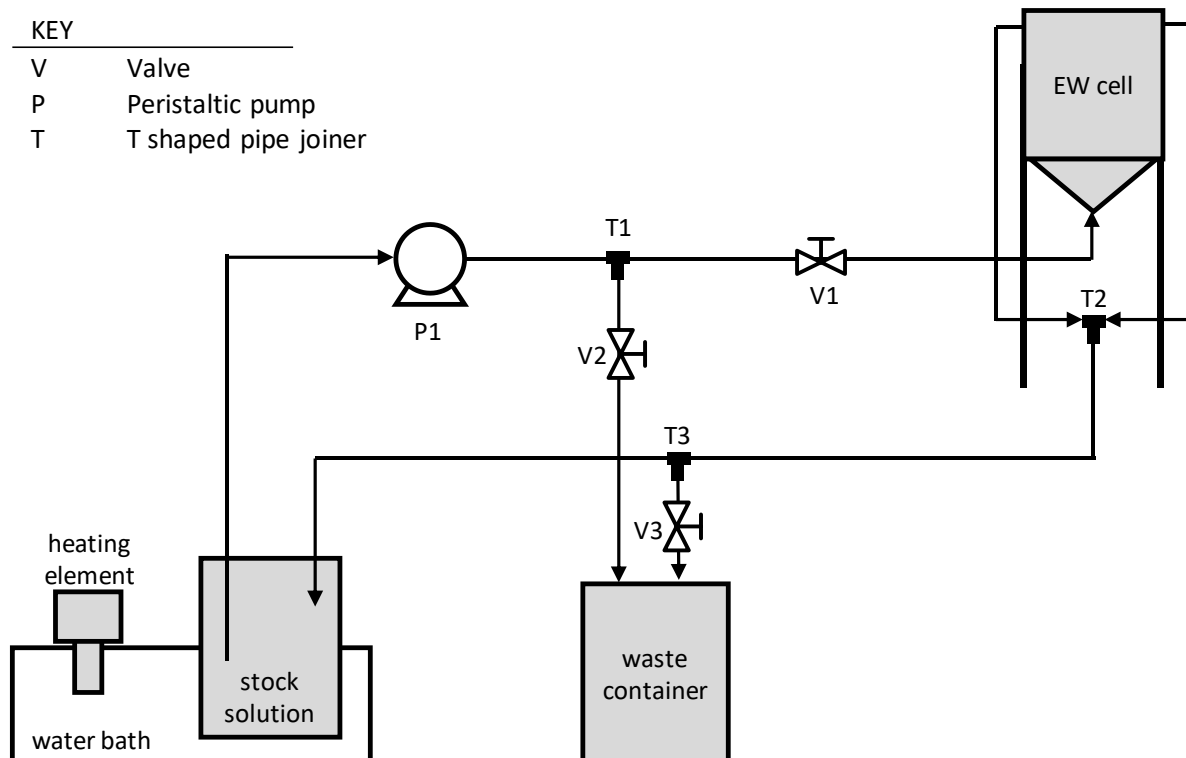 KEY
V Valve
P Peristaltic pump
T T shaped pipe joiner
EW cell
T1
V1
P1
T2
V2
T3
V3
heating
element
stock
solution
waste
container
water bath